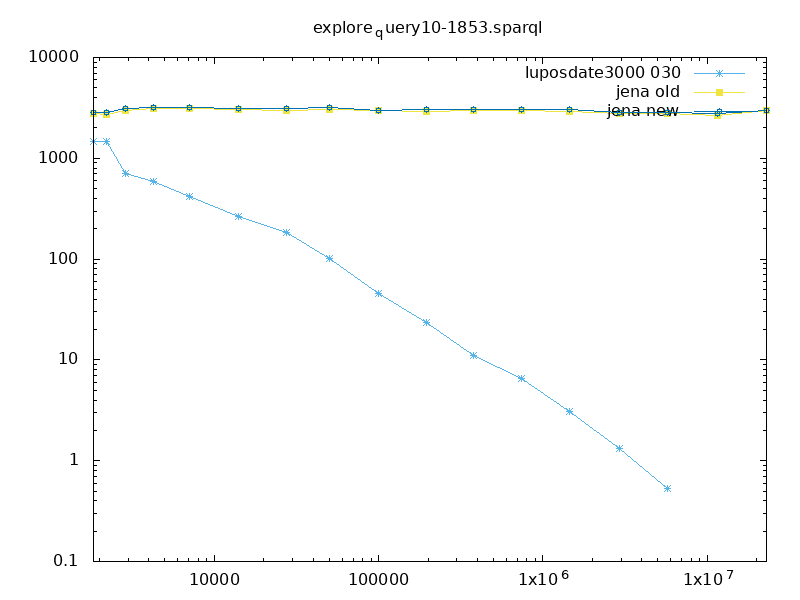 explore_query10-1853.sparql
luposdate3000 030
jena old
jena new
10000
1000
100
10
1
0.1
10000 100000 1x10^6 1x10^7